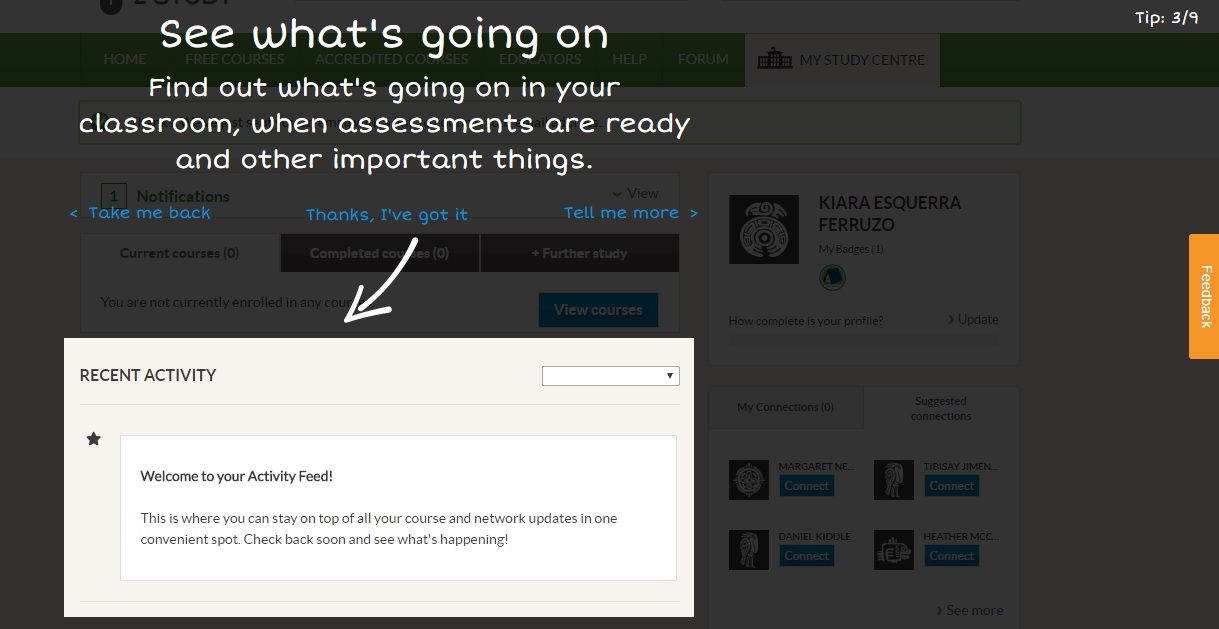 Tip: 3/9
See what's going on
HOME FREE COURSES ACCREDITED COURSES EDUCATORS HELP FORUM MY STUDY CENTRE
Find out what's going on in your
classroom, when assessments are ready
and other important things.
1 Notifications View
< Take me back Thanks, I've got it Tell me more >
Current courses (0) Completed courses (0) + Further study
You are not currently enrolled in any
View courses
RECENT ACTIVITY
Welcome to your Activity Feed!
This is where you can stay on top of all your course and network updates in one
convenient spot. Check back soon and see what's happening!
KIARA ESQUERRA
FERRUZO
My Badges (1)
How complete is your profile? › Update
My Connections (0)
Suggested
connections
MARGARET NE...
Connect
TIBISAY JIMEN...
Connect
DANIEL KIDDLE
Connect
HEATHER MCC...
Connect
› See more
Feedback